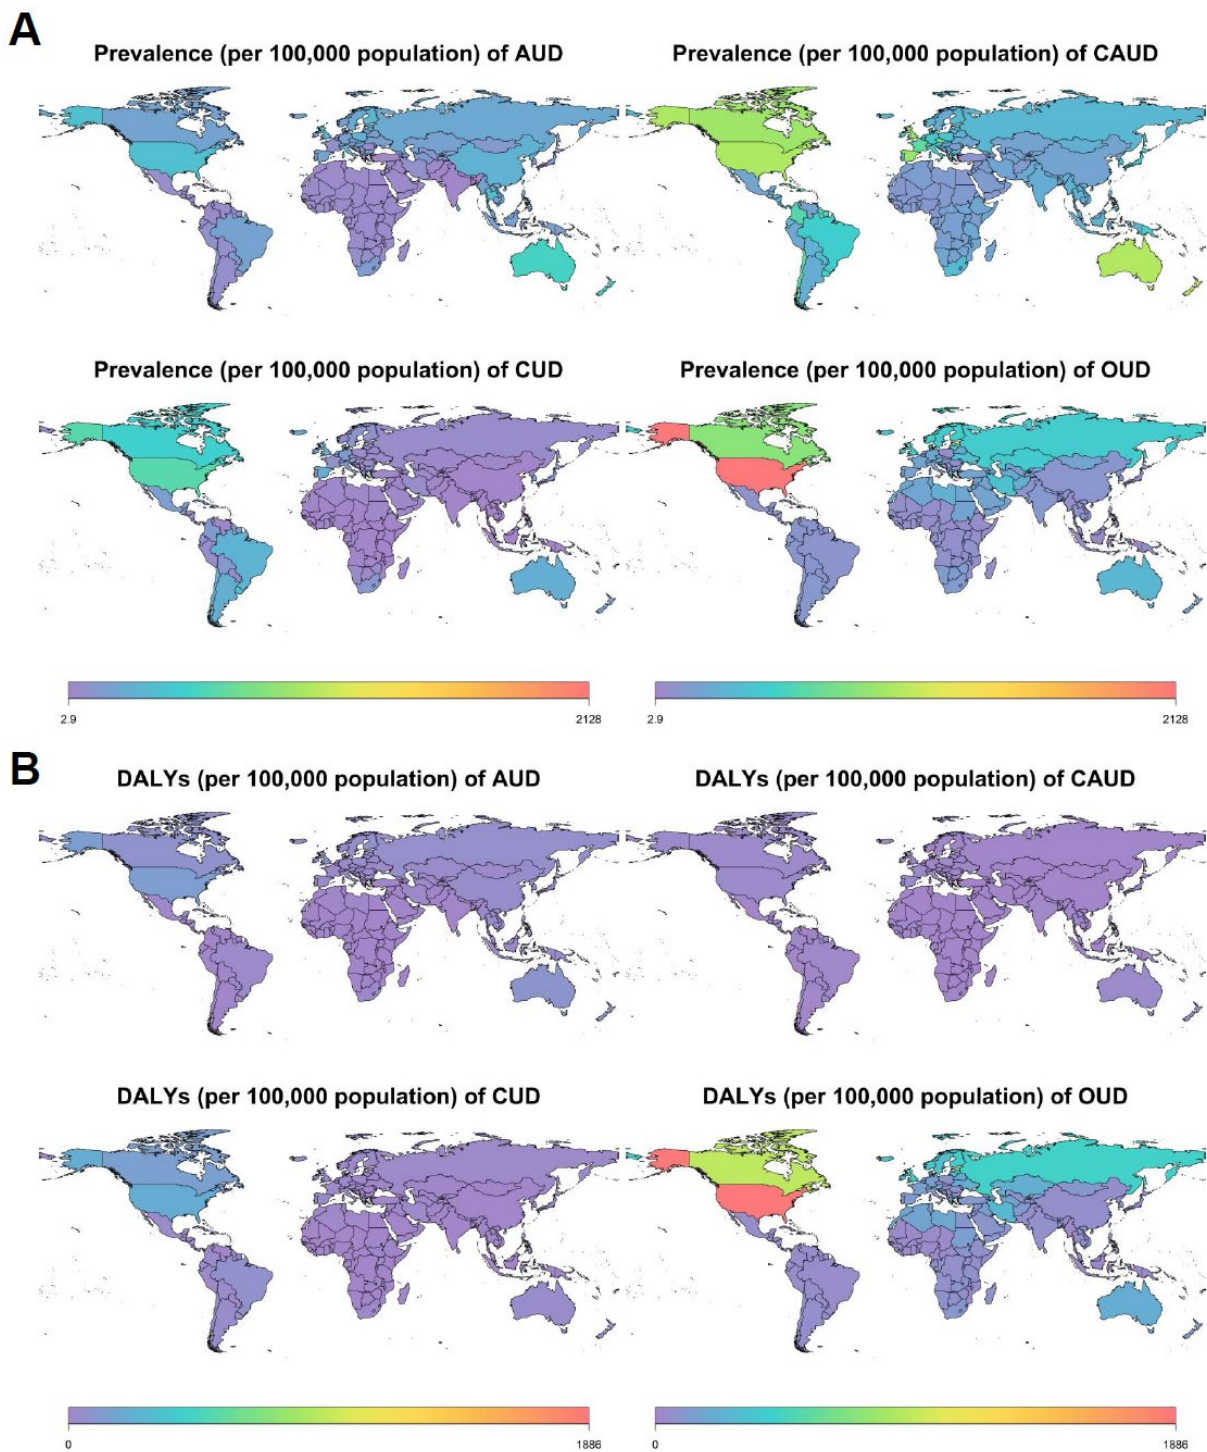 A
Prevalence (per 100,000 population) of AUD
Prevalence (per 100,000 population) of CAUD
Prevalence (per 100,000 population) of CUD
Prevalence (per 100,000 population) of OUD
2.9
2128
2.9
2128
B
DALYs (per 100,000 population) of AUD
DALYs (per 100,000 population) of CAUD
DALYs (per 100,000 population) of CUD
DALYs (per 100,000 population) of OUD
0
1886
0
1886